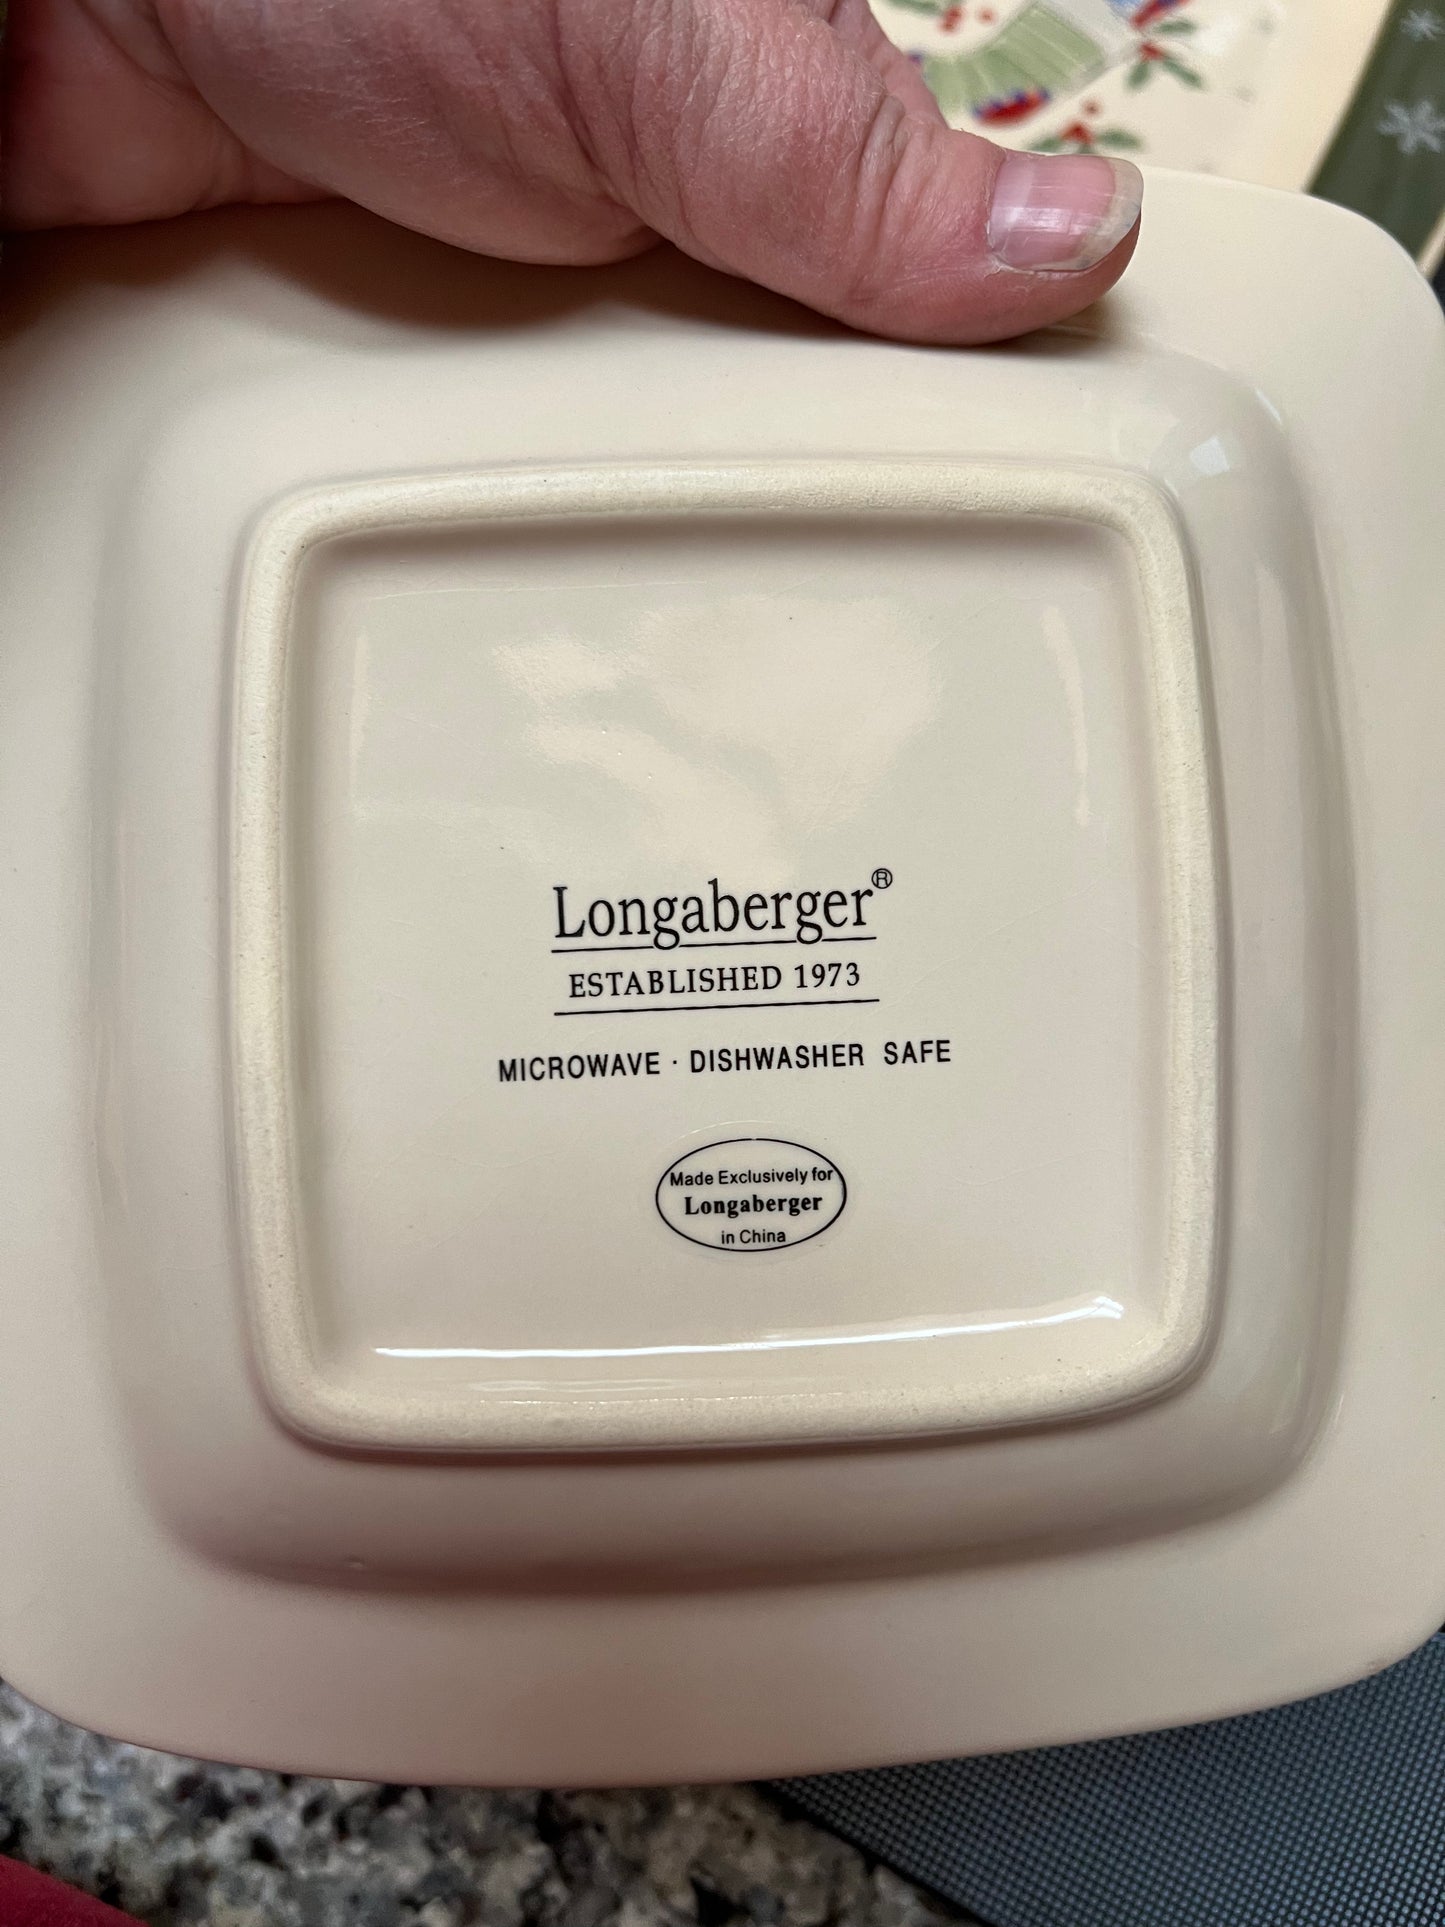 Longaberger®
ESTABLISHED 1973
MICROWAVE · DISHWASHER SAFE
Made Exclusively for
Longaberger
in China